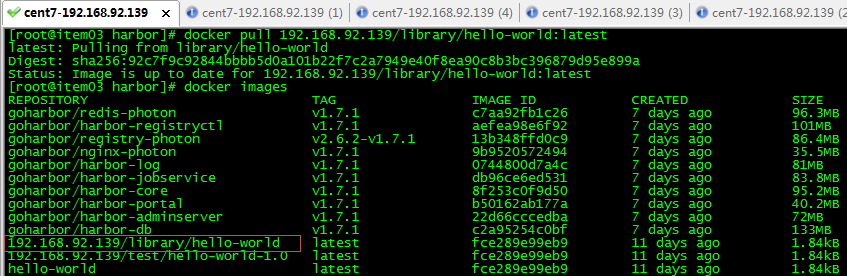 cent7-192.168.92.139 cent7-192.168.92.139 (1) cent7-192.168.92.139 (4) cent7-192.168.92.139 (3) cent7-192.168.92.139 (2
[root@item03 harbor]# docker pull 192.168.92.139/library/hello-world:latest
latest: Pulling from library/hello-world
Digest: sha256:92c7f9c92844bbbb5d0a101b22f7c2a7949e40f8ea90c8b3bc396879d95e899a
Status: Image is up to date for 192.168.92.139/library/hello-world:latest
[root@item03 harbor]# docker images
REPOSITORY TAG IMAGE ID CREATED SIZE
goharbor/redis-photon v1.7.1 c7aa92fb1c26 7 days ago 96.3MB
goharbor/harbor-registryctl v1.7.1 aefea98e6f92 7 days ago 101MB
goharbor/registry-photon v2.6.2-v1.7.1 13b348ffd0c9 7 days ago 86.4MB
goharbor/nginx-photon v1.7.1 9b9520572494 7 days ago 35.5MB
goharbor/harbor-log v1.7.1 0744800d7a4c 7 days ago 81MB
goharbor/harbor-jobservice v1.7.1 db96ce6ed531 7 days ago 83.8MB
goharbor/harbor-core v1.7.1 8f253c0f9d50 7 days ago 95.2MB
goharbor/harbor-portal v1.7.1 b50162ab177a 7 days ago 40.2MB
goharbor/harbor-adminserver v1.7.1 22d66cccedba 7 days ago 72MB
goharbor/harbor-db v1.7.1 c2a95254c0bf 7 days ago 133MB
192.168.92.139/library/hello-world latest fce289e99eb9 11 days ago 1.84kB
192.168.92.139/test/hello-world-1.0 latest fce289e99eb9 11 days ago 1.84kB
hello-world latest fce289e99eb9 11 days ago 1.84kB